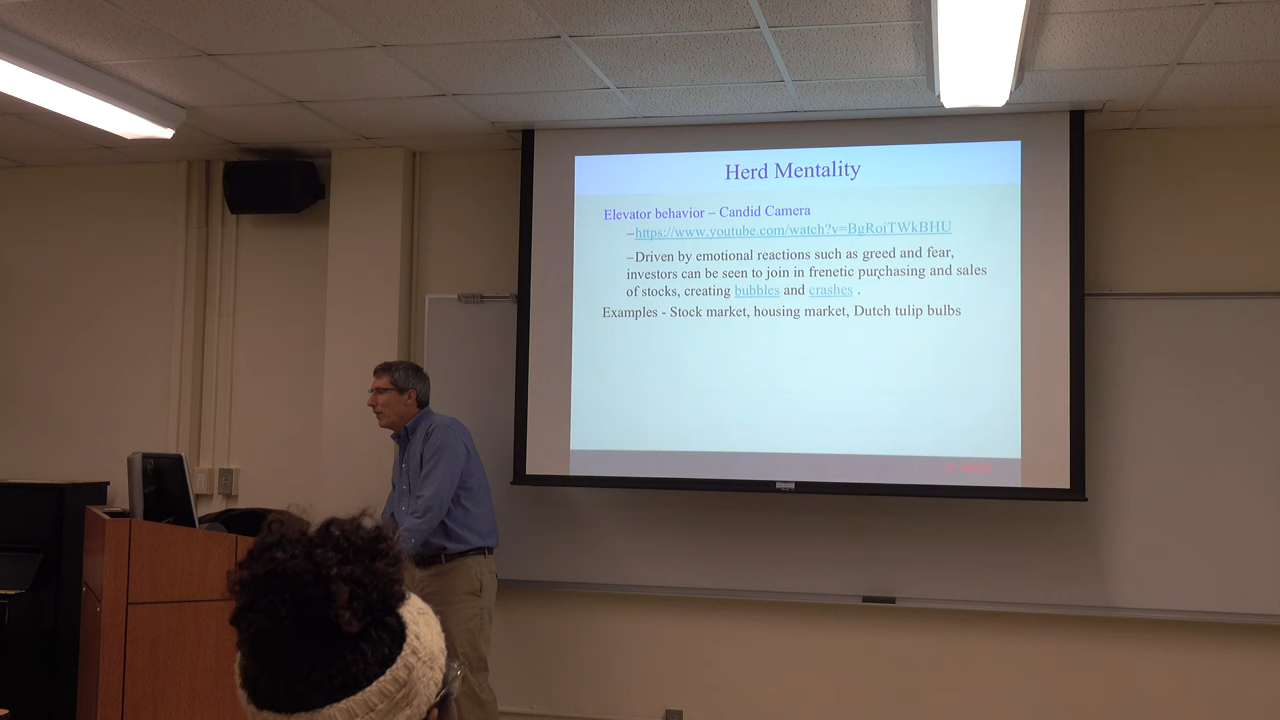 Herd Mentality
Elevator behavior – Candid Camera
–https://www.youtube.com/watch?v=BgRoiTWkBHU
–Driven by emotional reactions such as greed and fear,
investors can be seen to join in frenetic purchasing and sales
of stocks, creating bubbles and crashes .
Examples - Stock market, housing market, Dutch tulip bulbs